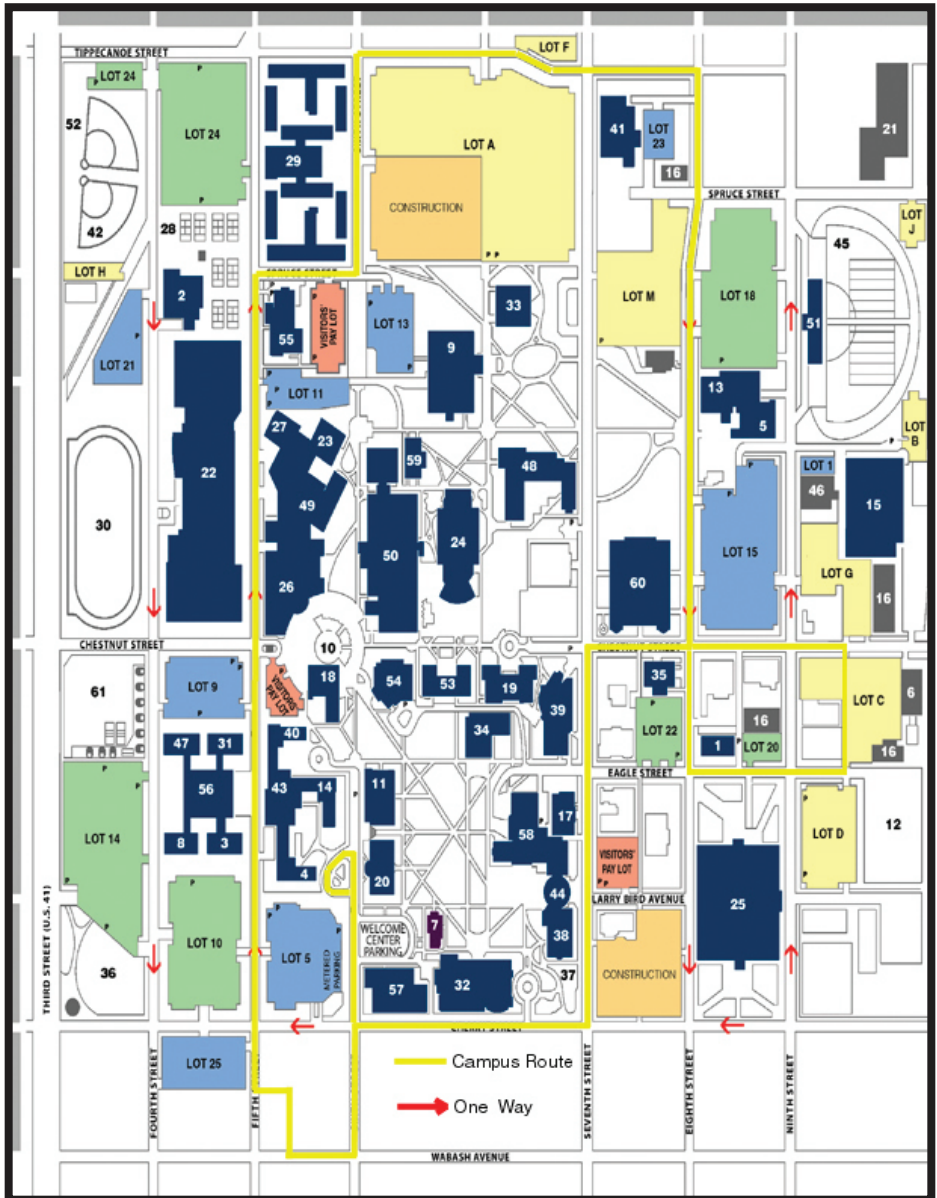 LOT F
TIPPECANOE STREET
LOT 24
52
LOT 24
41
LOT
23
21
LOT A
29
16
SPRUCE STREET
CONSTRUCTION
42
28
LOT
J
45
LOT H
2
LOT M
LOT 18
33
51
VISITORS'
PAY LOT
LOT 13
55
9
LOT 21
LOT 11
13
5
LOT
B
27
23
59
48
LOT 1
46
22
49
15
30
50
24
LOT 15
60
LOT G
26
16
CHESTNUT STREET
10
61
LOT 9
VISITORS'
PAY LOT
18
54
53
19
35
LOT C
6
39
LOT 22
16
40
34
47
31
1
LOT 20
16
EAGLE STREET
56
43
14
11
17
LOT 14
58
LOT D
12
8
3
VISITORS'
PAY LOT
4
20
44
LARRY BIRD AVENUE
25
LOT 10
7
WELCOME
CENTER
PARKING
38
THIRD STREET (U.S. 41)
36
LOT 5
METERED
PARKING
37
CONSTRUCTION
57
32
LOT 25
Campus Route
One Way
FOURTH STREET
SEVENTH STREET
EIGHTH STREET
NINTH STREET
WABASH AVENUE